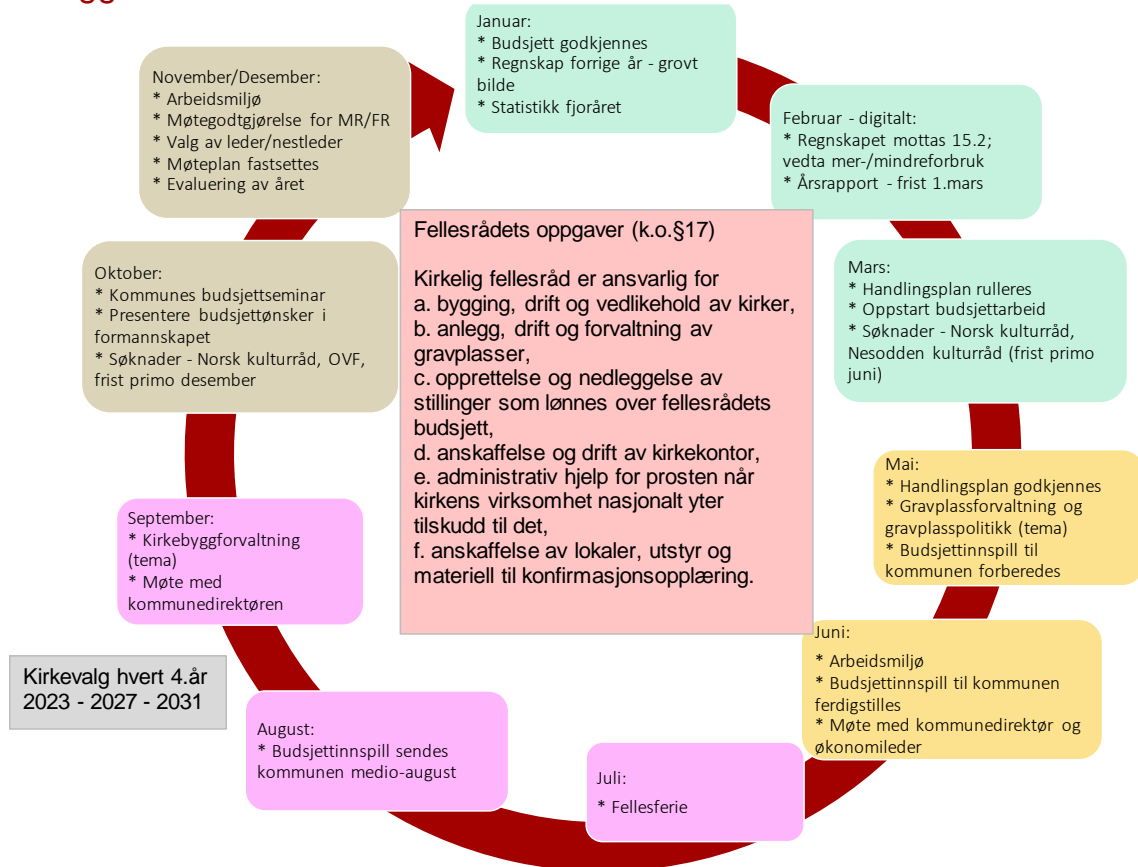 Januar:
* Budsjett godkjennes
* Regnskap forrige år - grovt
bilde
* Statistikk fjoråret
Februar - digitalt:
* Regnskapet mottas 15.2;
vedta mer-/mindreforbruk
* Årsrapport - frist 1.mars
Mars:
* Handlingsplan rulleres
* Oppstart budsjettarbeid
* Søknader - Norsk kulturråd,
Nesodden kulturråd (frist primo
juni)
Mai:
* Handlingsplan godkjennes
* Gravplassforvaltning og
gravplasspolitikk (tema)
* Budsjettinnspill til
kommunen forberedes
Juni:
* Arbeidsmiljø
* Budsjettinnspill til kommunen
ferdigstilles
* Møte med kommunedirektør og
økonomileder
Juli:
* Fellesferie
August:
* Budsjettinnspill sendes
kommunen medio-august
September:
* Kirkebyggforvaltning
(tema)
* Møte med
kommunedirektøren
Oktober:
* Kommunes budsjettseminar
* Presentere budsjettønsker i
formannskapet
* Søknader - Norsk kulturråd, OVF,
frist primo desember
November/Desember:
* Arbeidsmiljø
* Møtegodtgjørelse for MR/FR
* Valg av leder/nestleder
* Møteplan fastsettes
* Evaluering av året
Fellesrådets oppgaver (k.o.§17)
Kirkelig fellesråd er ansvarlig for
a. bygging, drift og vedlikehold av kirker,
b. anlegg, drift og forvaltning av
gravplasser,
c. opprettelse og nedleggelse av
stillinger som lønnes over fellesrådets
budsjett,
d. anskaffelse og drift av kirkekontor,
e. administrativ hjelp for prosten når
kirkens virksomhet nasjonalt yter
tilskudd til det,
f. anskaffelse av lokaler, utstyr og
materiell til konfirmasjonsopplæring.
Kirkevalg hvert 4.år
2023 - 2027 - 2031